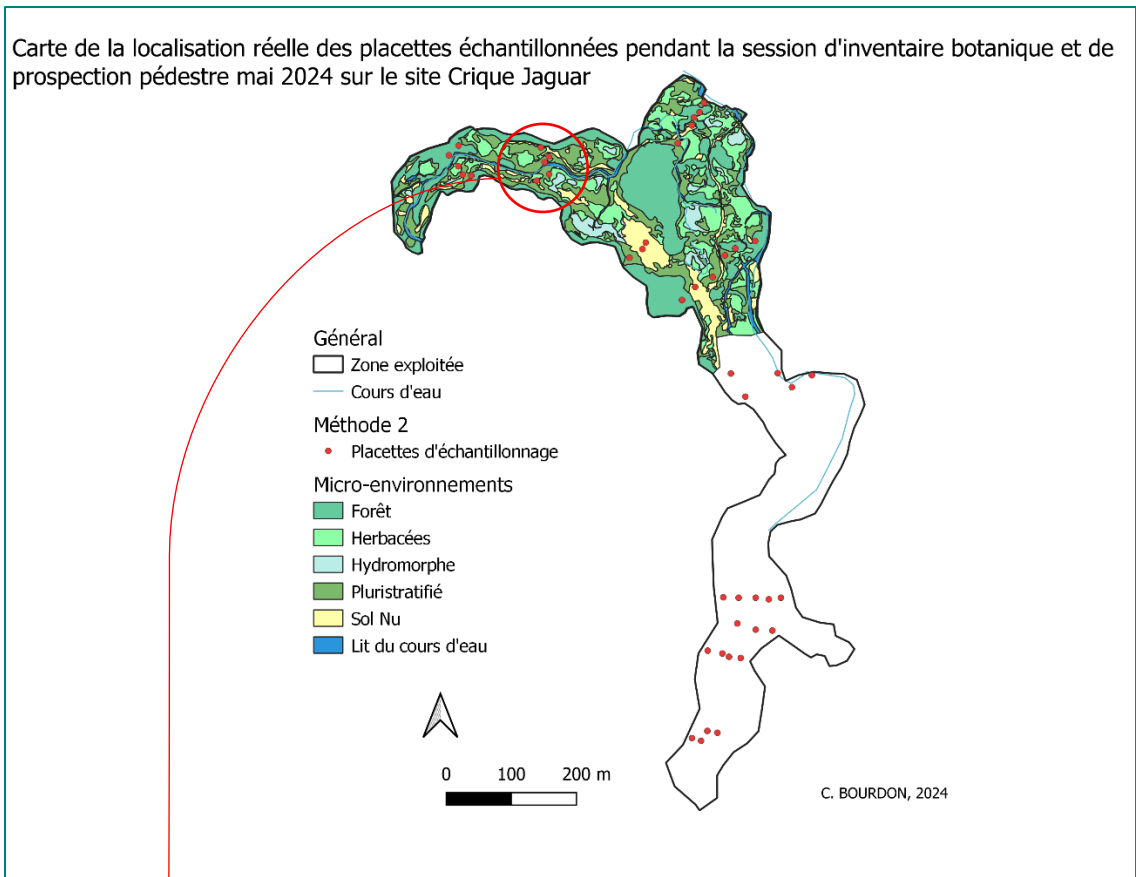 Carte de la localisation réelle des placettes échantillonnées pendant la session d'inventaire botanique et de
prospection pédestre mai 2024 sur le site Crique Jaguar
Général
Zone exploitée
Cours d'eau
Méthode 2
Placettes d'échantillonnage
Micro-environnements
Forêt
Herbacées
Hydromorphe
Pluristratifié
Sol Nu
Lit du cours d'eau
0 100 200 m
C. BOURDON, 2024